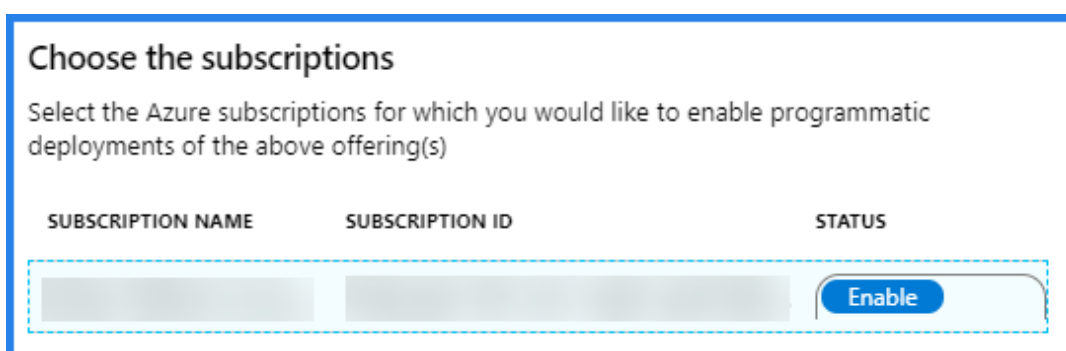 Choose the subscriptions
Select the Azure subscriptions for which you would like to enable programmatic
deployments of the above offering(s)
SUBSCRIPTION NAME SUBSCRIPTION ID STATUS
Enable